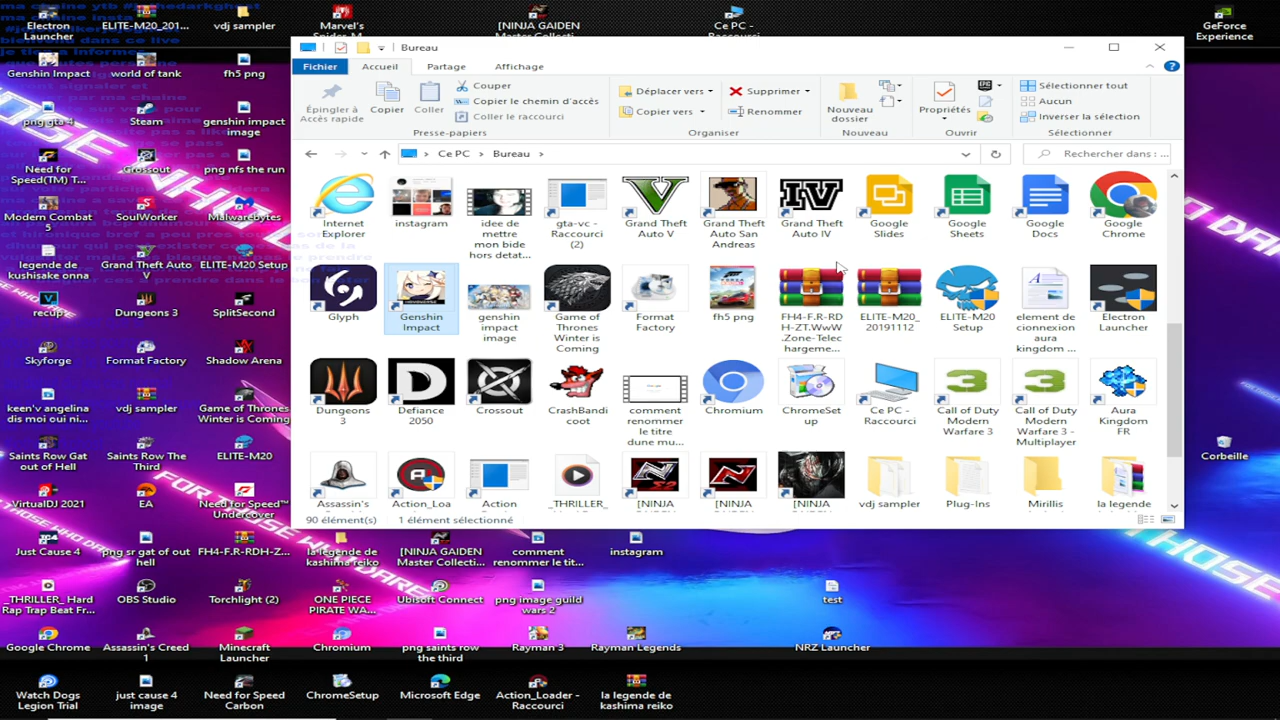 Electron
Launcher
ELITE-M20_201...
vdj sampler
Marvel's
Spider-M...
[NINJA GAIDEN
Master Collecti...
Ce PC -
Raccourci
GeForce
Experience
Genshin Impact
world of tank
fh5 png
png gta 4
Steam
genshin impact
image
Need for
Speed(TM) T...
Crossout
png nfs the run
Modern Combat
5
SoulWorker
Malwarebytes
legende de
kushisake onna
Grand Theft Auto
V
ELITE-M20 Setup
recup
Dungeons 3
SplitSecond
Skyforge
Format Factory
Shadow Arena
keen'v angelina
dis moi oui ni...
vdj sampler
Game of Thrones
Winter is Coming
Saints Row Gat
out of Hell
Saints Row The
Third
ELITE-M20
VirtualDJ 2021
EA
Need for Speed™
Undercover
Bureau
Fichier
Accueil
Partage
Affichage
Épingler à
Accès rapide
Copier
Coller
Couper
Copier le chemin d'accès
Coller le raccourci
Presse-papiers
Déplacer vers
Copier vers
Supprimer
Renommer
Organiser
Nouveau
dossier
Nouveau
Propriétés
Ouvrir
Sélectionner tout
Aucun
Inverser la sélection
Sélectionner
Ce PC
Bureau
Rechercher dans : ...
Internet
Explorer
instagram
idee de
mettre
mon bide
hors detat...
gta-vc -
Raccourci
(2)
Grand Theft
Auto V
Grand Theft
Auto San
Andreas
IV
Grand Theft
Auto IV
Google
Slides
Google
Sheets
Google
Docs
Google
Chrome
Glyph
Genshin
Impact
genshin
impact
image
Game of
Thrones
Winter is
Coming
Format
Factory
fh5 png
FH4-F.R-RD
H-ZT.WwW
.Zone-Telec
hargeme...
ELITE-M20_
20191112
ELITE-M20
Setup
element de
cionnexion
aura
kingdom ...
Electron
Launcher
Dungeons
3
Defiance
2050
Crossout
CrashBandi
coot
comment
renommer
le titre
dune mu...
Chromium
ChromeSet
up
Ce PC -
Raccourci
Call of Duty
Modern
Warfare 3
Call of Duty
Modern
Warfare 3 -
Multiplayer
Aura
Kingdom
FR
Assassin's
Action_Loa
Action
_THRILLER_
[NINJA
[NINJA
[NINJA
vdj sampler
Plug-Ins
Mirillis
la legende
90 élément(s)
1 élément sélectionné
Corbeille
Just Cause 4
png sr gat of out
hell
FH4-F.R-RDH-Z...
la legende de
kashima reiko
[NINJA GAIDEN
Master Collecti...
comment
renommer le tit...
instagram
_THRILLER_ Hard
Rap Trap Beat Fr...
OBS Studio
Torchlight (2)
ONE PIECE
PIRATE WA...
Ubisoft Connect
png image guild
wars 2
test
Google Chrome
Assassin's Creed
1
Minecraft
Launcher
Chromium
png saints row
the third
Rayman 3
Rayman Legends
NRZ Launcher
Watch Dogs
Legion Trial
just cause 4
image
Need for Speed
Carbon
ChromeSetup
Microsoft Edge
Action_Loader -
Raccourci
la legende de
kashima reiko